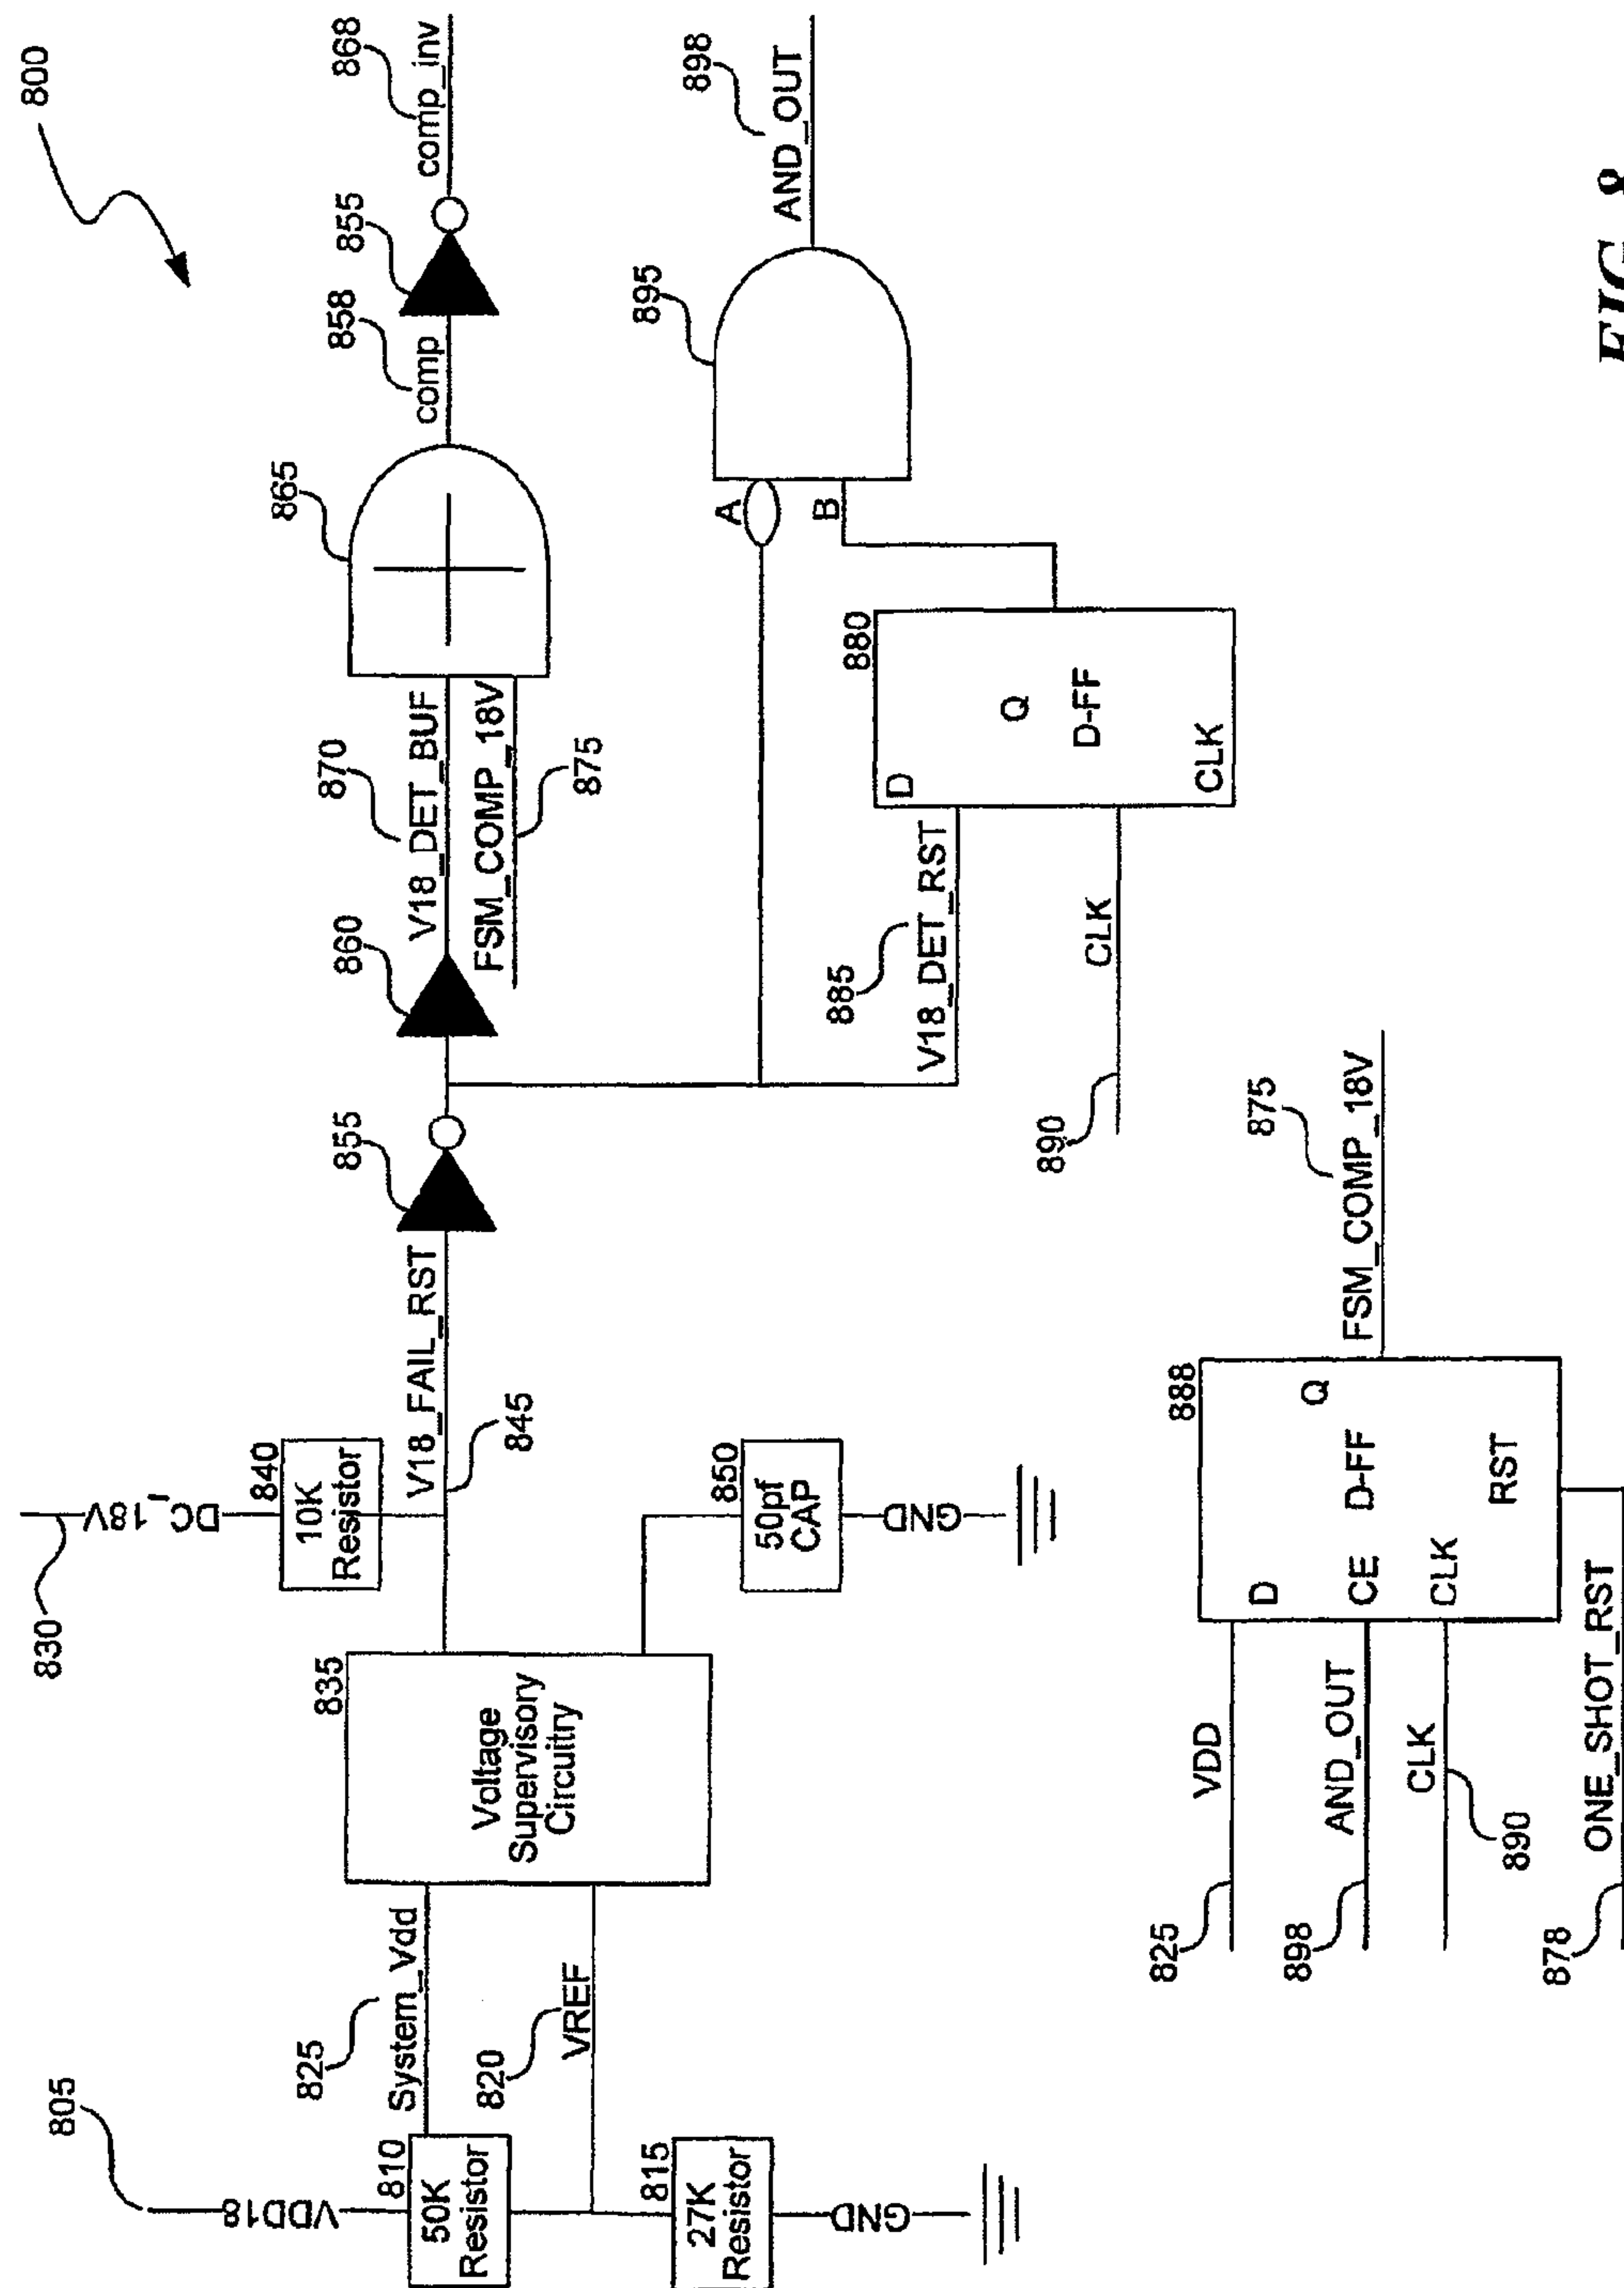 800
805
VDD18
810
50K
Resistor
815
27K
Resistor
GND
825
System_Vdd
820
VREF
835
Voltage
Supervisory
Circuitry
830
DC_18V
840
10K
Resistor
V18_FAIL_RST
845
850
50pf
CAP
GND
855
860
870
V18_DET_BUF
FSM_COMP_18V
875
865
858
comp
855
868
comp_inv
885
V18_DET_RST
890
CLK
880
D
Q
D-FF
CLK
A
B
895
898
AND_OUT
825
VDD
898
AND_OUT
CLK
890
878
ONE_SHOT_RST
888
D
Q
CE D-FF
CLK
RST
875
FSM_COMP_18V
FIG. 8